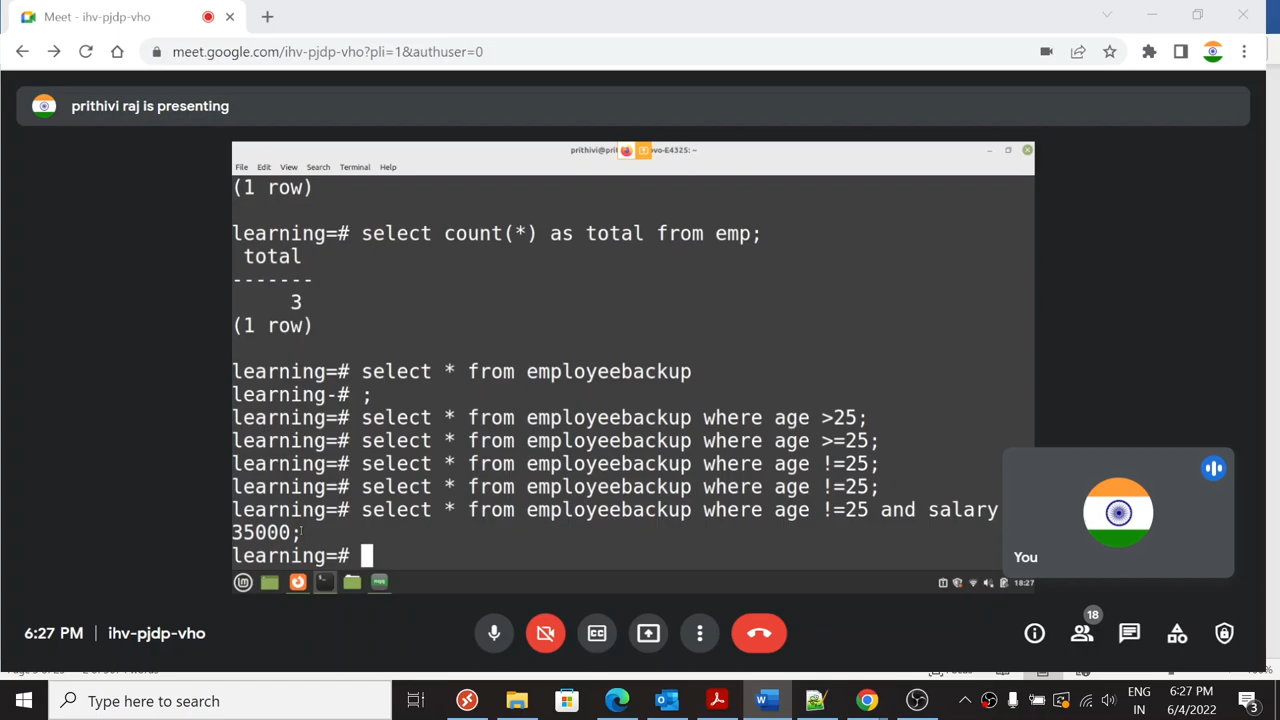 Meet - ihv-pjdp-vho
meet.google.com/ihv-pjdp-vho?pli=1&authuser=0
prithivi raj is presenting
prithivi@prit ovo-E4325: ~
File Edit View Search Terminal Help
(1 row)
learning=# select count(*) as total from emp;
total
-------
3
(1 row)
learning=# select * from employeebackup
learning-# ;
learning=# select * from employeebackup where age >25;
learning=# select * from employeebackup where age >=25;
learning=# select * from employeebackup where age !=25;
learning=# select * from employeebackup where age !=25;
learning=# select * from employeebackup where age !=25 and salary
35000;
learning=#
You
18:27
6:27 PM | ihv-pjdp-vho
18
Type here to search
ENG
IN
6:27 PM
6/4/2022
3